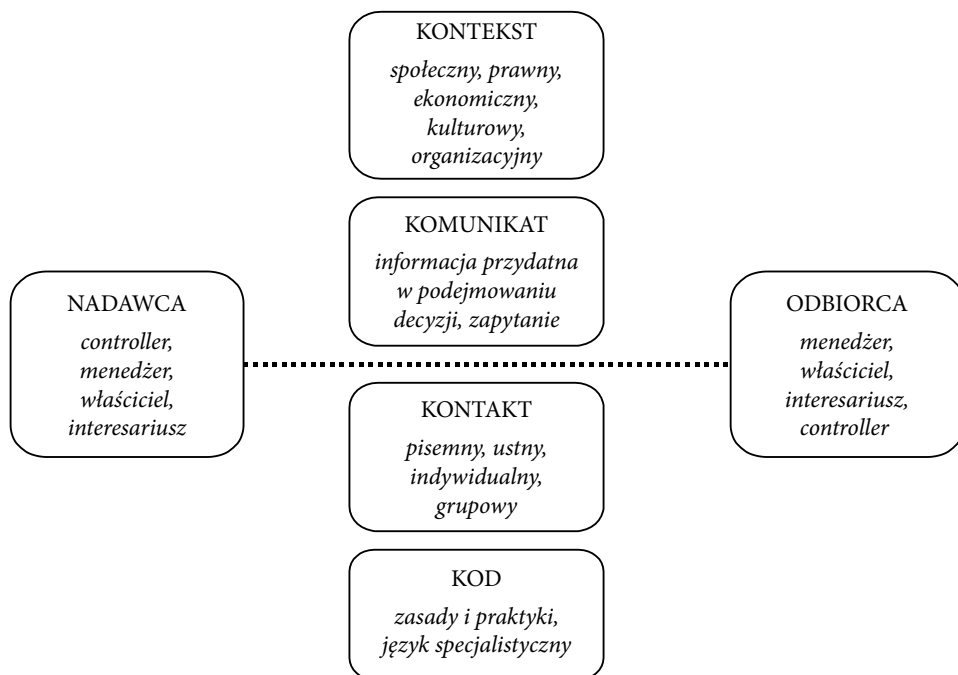 KONTEKST
społeczny, prawny,
ekonomiczny,
kulturowy,
organizacyjny
KOMUNIKAT
informacja przydatna
w podejmowaniu
decyzji, zapytanie
NADAWCA
controller,
menedżer,
właściciel,
interesariusz
ODBIORCA
menedżer,
właściciel,
interesariusz,
controller
KONTAKT
pisemny, ustny,
indywidualny,
grupowy
KOD
zasady i praktyki,
język specjalistyczny